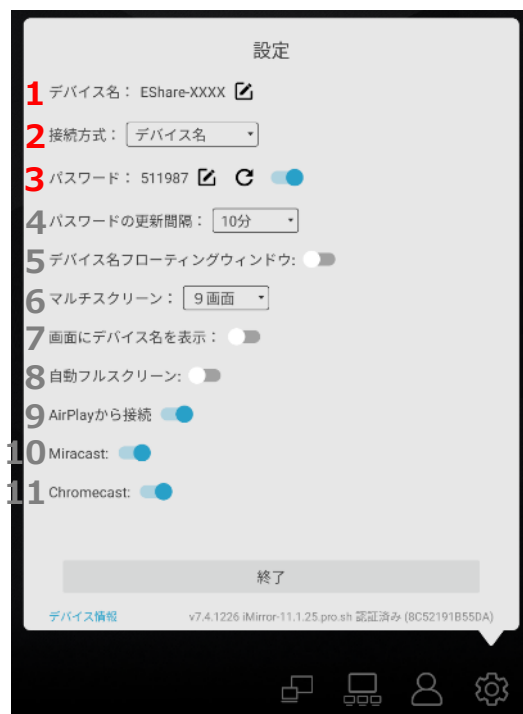 設定
1 デバイス名： EShare-XXXX
2 接続方式： デバイス名
3 パスワード： 511987
4 パスワードの更新間隔： 10分
5 デバイス名フローティングウィンドウ:
6 マルチスクリーン： 9画面
7 画面にデバイス名を表示：
8 自動フルスクリーン:
9 AirPlayから接続
10 Miracast:
11 Chromecast:
終了
デバイス情報 v7.4.1226 iMirror-11.1.25.pro.sh 認証済み (8C52191B55DA)